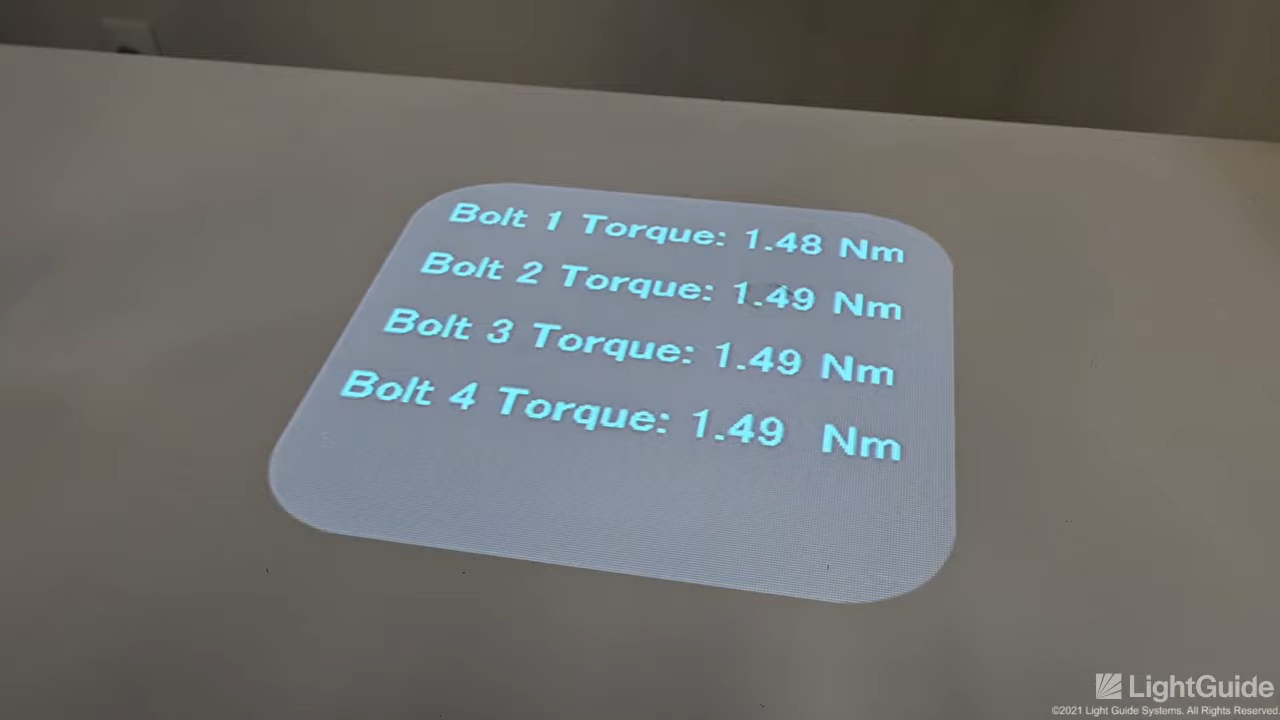 Bolt 1 Torque: 1.48 Nm
Bolt 2 Torque: 1.49 Nm
Bolt 3 Torque: 1.49 Nm
Bolt 4 Torque: 1.49 Nm
LightGuide
©2021 Light Guide Systems. All Rights Reserved.